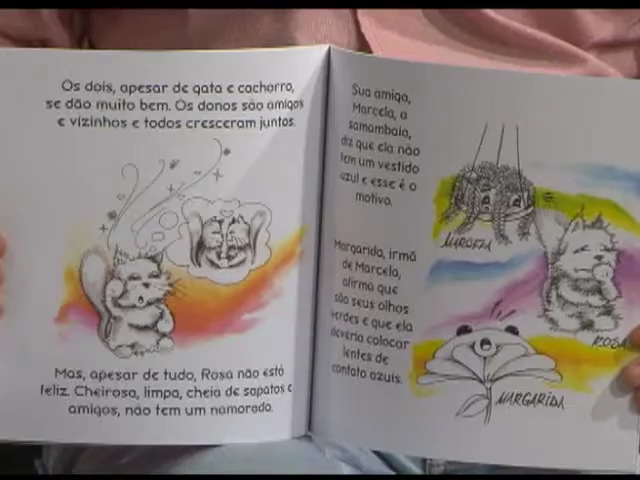 Os dois, apesar de gata e cachorro,
se dão muito bem. Os donos são amigos
e vizinhos e todos cresceram juntos.
Mas, apesar de tudo, Rosa não está
feliz. Cheirosa, limpa, cheia de sapatos e
amigos, não tem um namorado.
Sua amiga,
Marcela, a
samambaia,
diz que ela não
tem um vestido
azul e esse é o
motivo.
Margarida, irmã
de Marcela,
afirma que
são seus olhos
verdes e que ela
deveria colocar
lentes de
contato azuis.
ROSA
MARGARIDA